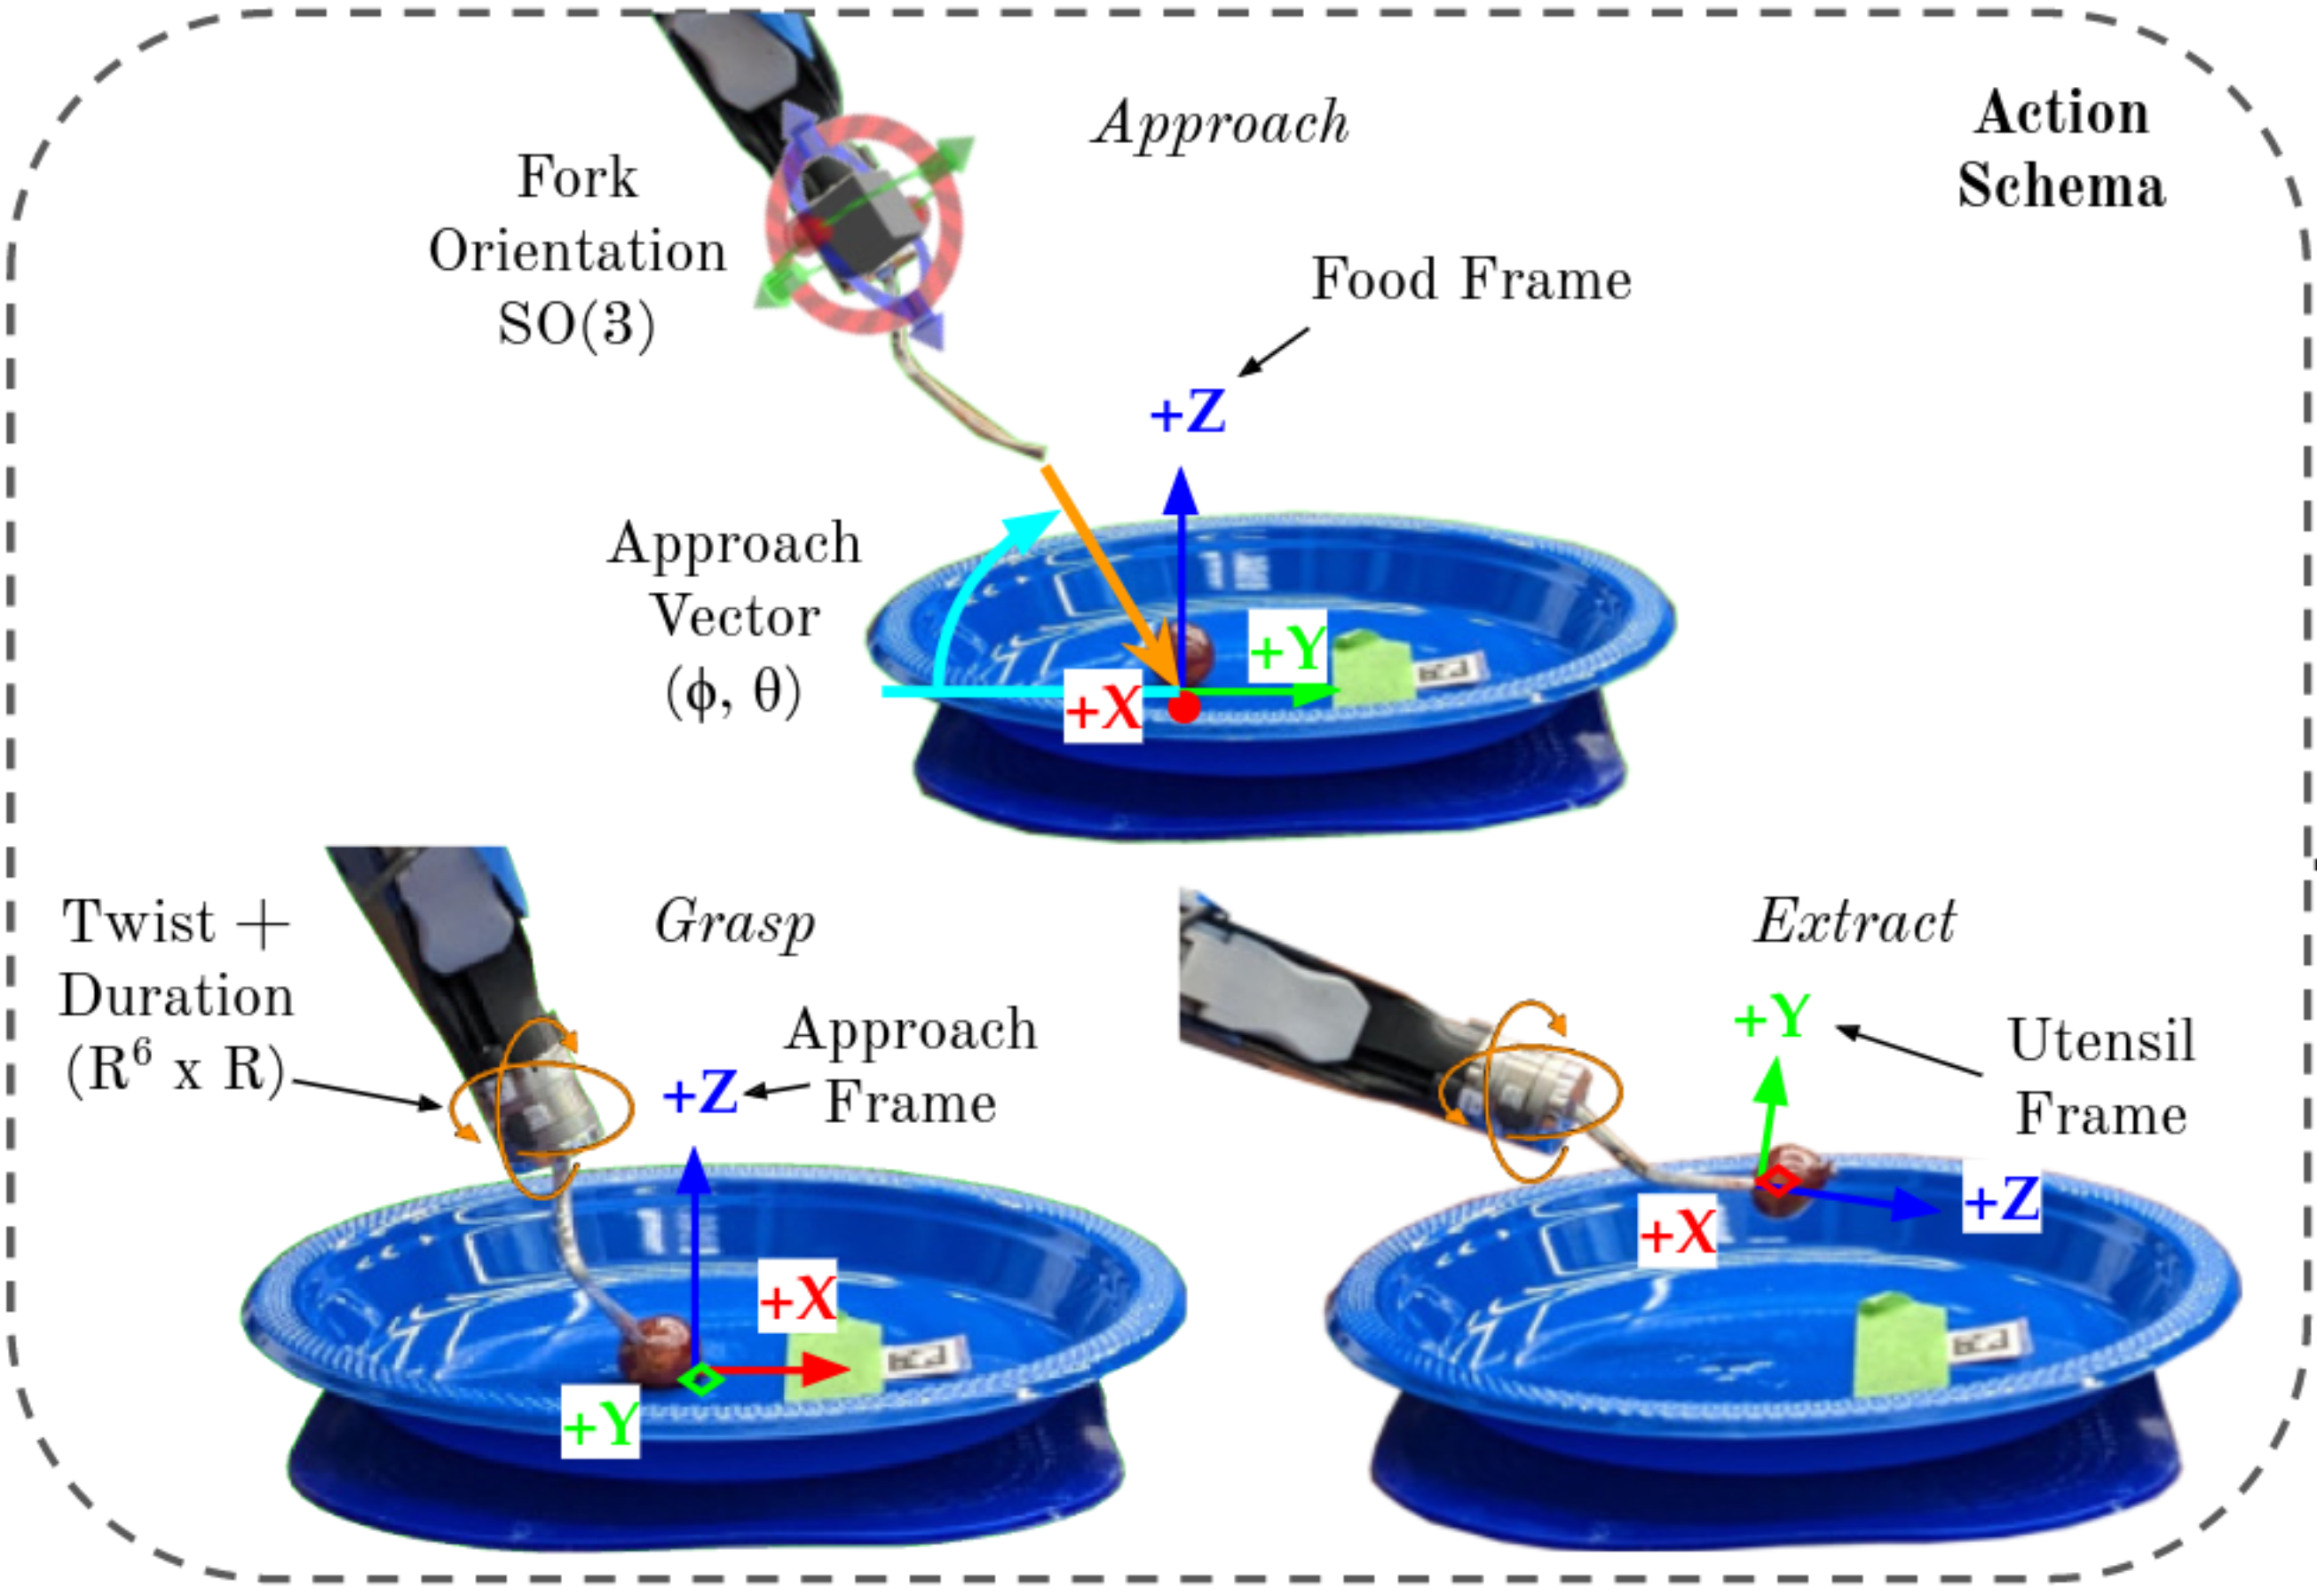 Action
Schema
Approach
Fork
Orientation
SO(3)
Food Frame
+Z
Approach
Vector
(ϕ, θ)
+Y
+X
Twist +
Duration
(R⁶ x R)
Grasp
Approach
Frame
+Z
+X
+Y
Extract
+Y
Utensil
Frame
+Z
+X